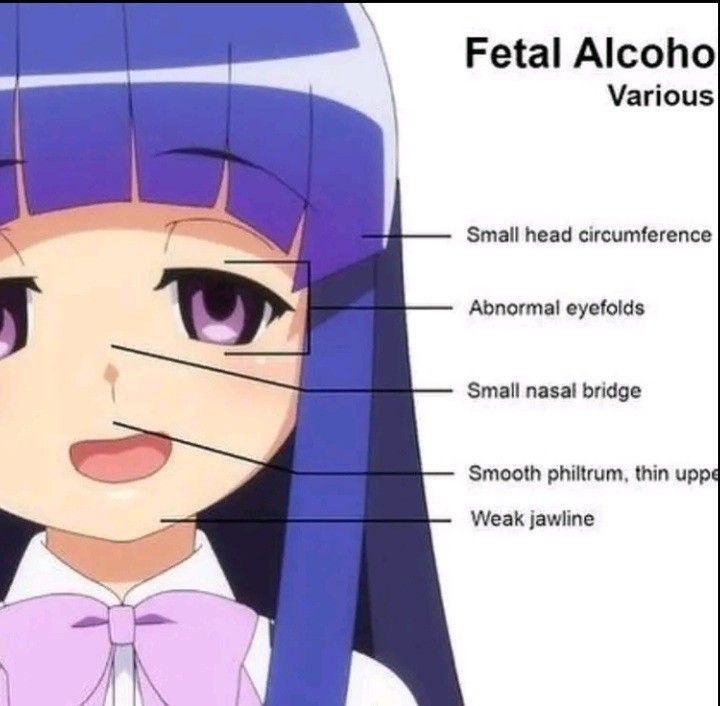 Fetal Alcoho
Various
Small head circumference
Abnormal eyefolds
Small nasal bridge
Smooth philtrum, thin uppe
Weak jawline